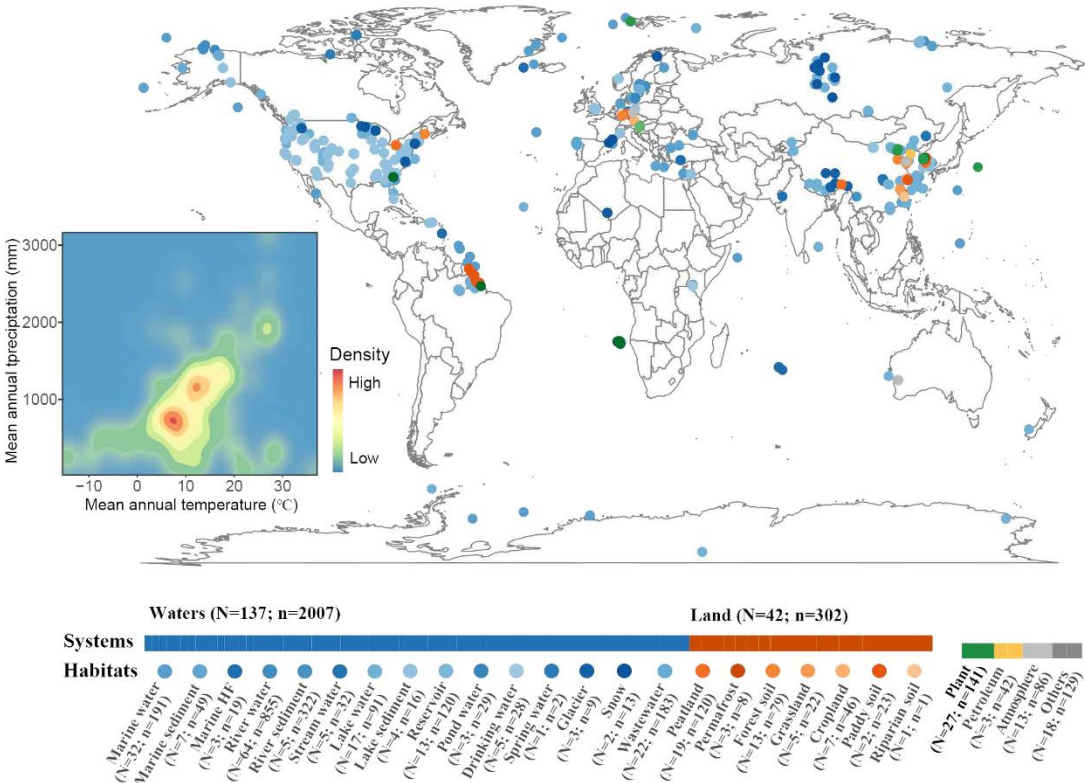 Mean annual tpreciptation (mm)
3000
2000
1000
−10
0
10
20
30
Mean annual temperature (°C)
Density
High
Low
Waters (N=137; n=2007)
Land (N=42; n=302)
Systems
Habitats
Marine water
(N=32; n=191)
Marine sediment
(N=7; n=49)
Marine HF
(N=3; n=19)
River water
(N=64; n=855)
River sediment
(N=5; n=322)
Stream water
(N=5; n=32)
Lake water
(N=17; n=91)
Lake sediment
(N=4; n=16)
Reservoir
(N=13; n=120)
Pond water
(N=3; n=29)
Drinking water
(N=5; n=28)
Spring water
(N=1; n=2)
Glacier
(N=3; n=9)
Snow
(N=2; n=13)
Wastewater
(N=22; n=183)
Peatland
(N=19; n=120)
Permafrost
(N=3; n=8)
Forest soil
(N=13; n=79)
Grassland
(N=5; n=22)
Cropland
(N=7; n=46)
Paddy soil
(N=2; n=23)
Rinarian soil
(N=1; n=1)
Plant
(N=27; n=141)
Petroleum
(N=3; n=42)
Atmosphere
(N=13; n=86)
Others
(N=18; n=129)